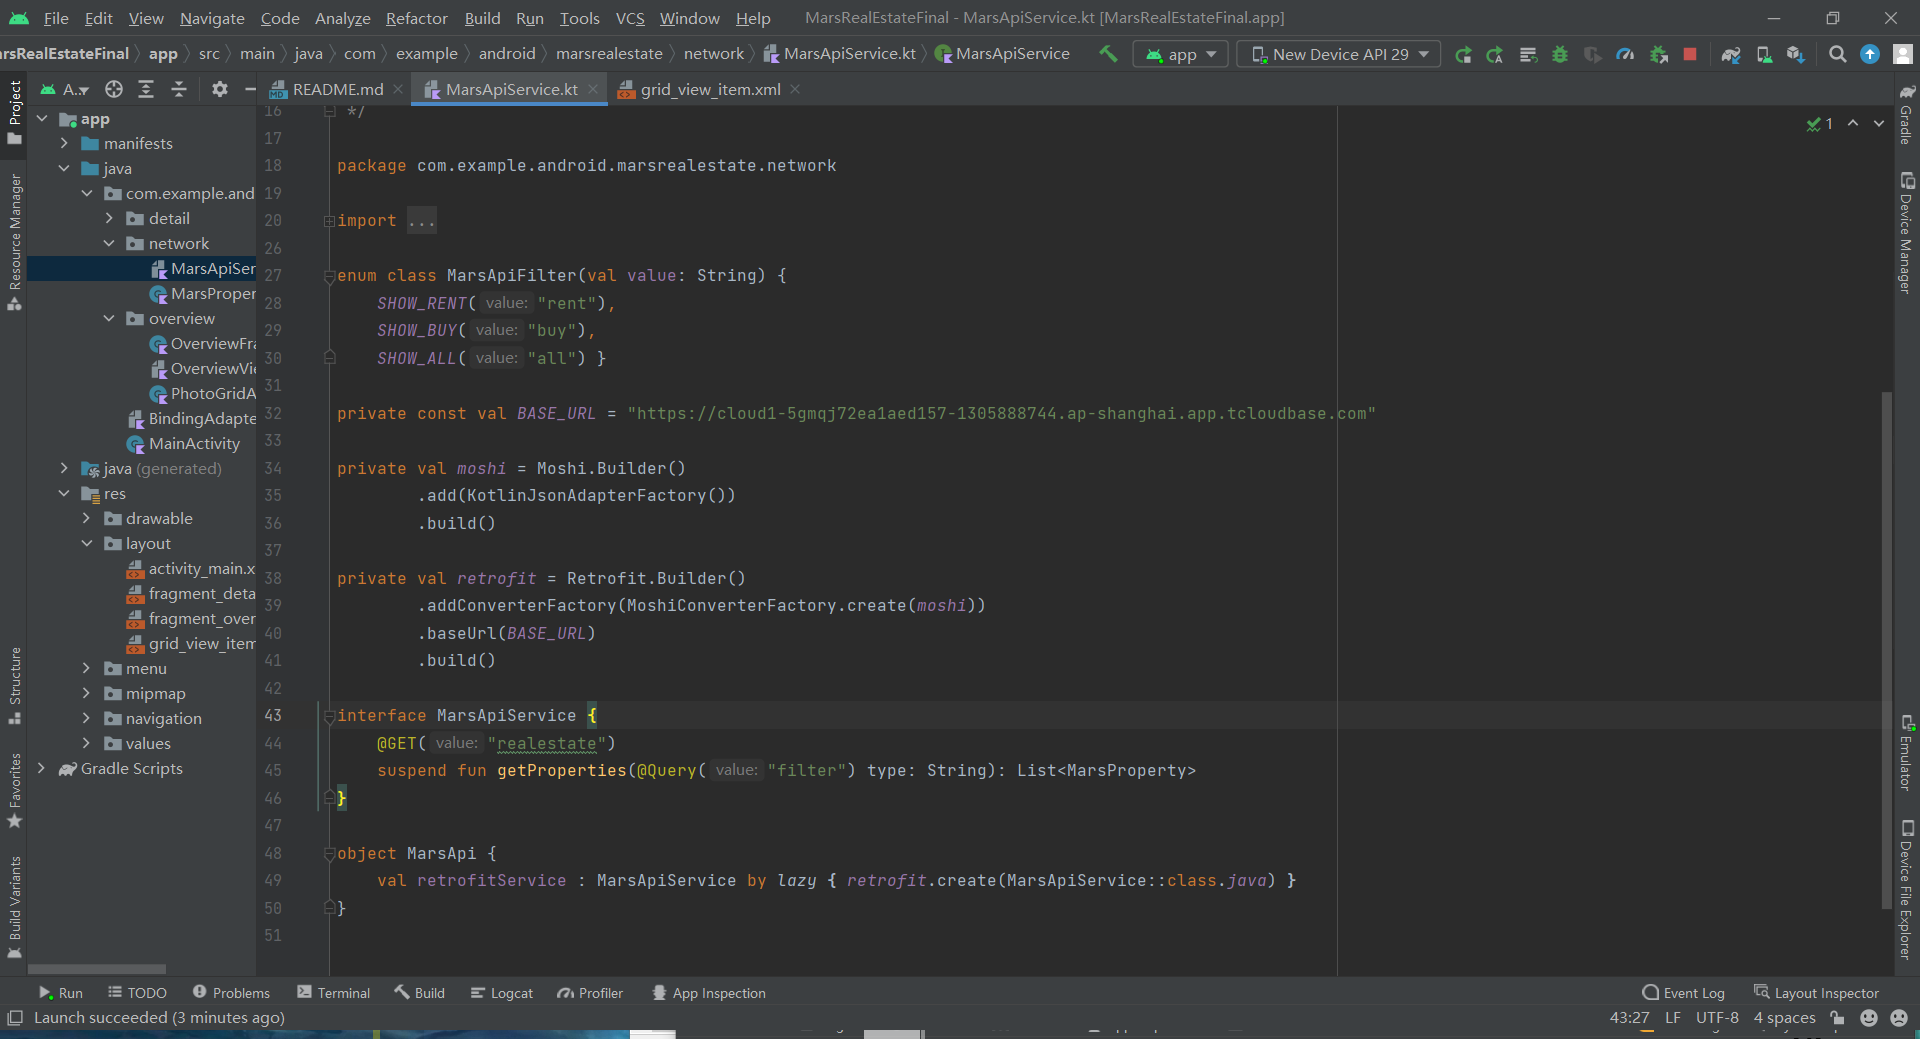 File Edit View Navigate Code Analyze Refactor Build Run Tools VCS Window Help MarsRealEstateFinal - MarsApiService.kt [MarsRealEstateFinal.app]
arsRealEstateFinal app src main java com example android marsrealestate network MarsApiService.kt MarsApiService app New Device API 29
A.. README.md MarsApiService.kt grid_view_item.xml
Project
Resource Manager
Structure
Favorites
Build Variants
app
manifests
java
com.example.and
detail
network
MarsApiSer
MarsProper
overview
OverviewFra
OverviewVie
PhotoGridA
BindingAdapte
MainActivity
java (generated)
res
drawable
layout
activity_main.x
fragment_deta
fragment_over
grid_view_item
menu
mipmap
navigation
values
Gradle Scripts
16 */
17
18 package com.example.android.marsrealestate.network
19
20 import ...
26
27 enum class MarsApiFilter(val value: String) {
28 SHOW_RENT( value: "rent"),
29 SHOW_BUY( value: "buy"),
30 SHOW_ALL( value: "all") }
31
32 private const val BASE_URL = "https://cloud1-5gmqj72ea1aed157-1305888744.ap-shanghai.app.tcloudbase.com"
33
34 private val moshi = Moshi.Builder()
35 .add(KotlinJsonAdapterFactory())
36 .build()
37
38 private val retrofit = Retrofit.Builder()
39 .addConverterFactory(MoshiConverterFactory.create(moshi))
40 .baseUrl(BASE_URL)
41 .build()
42
43 interface MarsApiService {
44 @GET( value: "realestate")
45 suspend fun getProperties(@Query( value: "filter") type: String): List<MarsProperty>
46 }
47
48 object MarsApi {
49 val retrofitService : MarsApiService by lazy { retrofit.create(MarsApiService::class.java) }
50 }
51
1
Gradle
Device Manager
Emulator
Device File Explorer
Run TODO Problems Terminal Build Logcat Profiler App Inspection Event Log Layout Inspector
Launch succeeded (3 minutes ago) 43:27 LF UTF-8 4 spaces